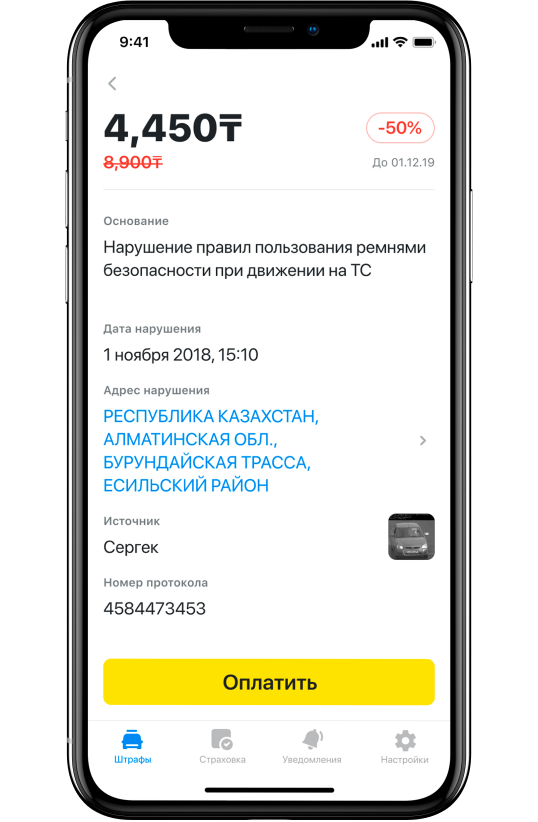 9:41
4,450₸
-50%
8,900₸
До 01.12.19
Основание
Нарушение правил пользования ремнями
безопасности при движении на ТС
Дата нарушения
1 ноября 2018, 15:10
Адрес нарушения
РЕСПУБЛИКА КАЗАХСТАН,
АЛМАТИНСКАЯ ОБЛ.,
БУРУНДАЙСКАЯ ТРАССА,
ЕСИЛЬСКИЙ РАЙОН
Источник
Сергек
Номер протокола
4584473453
Оплатить
Штрафы
Страховка
Уведомления
Настройки